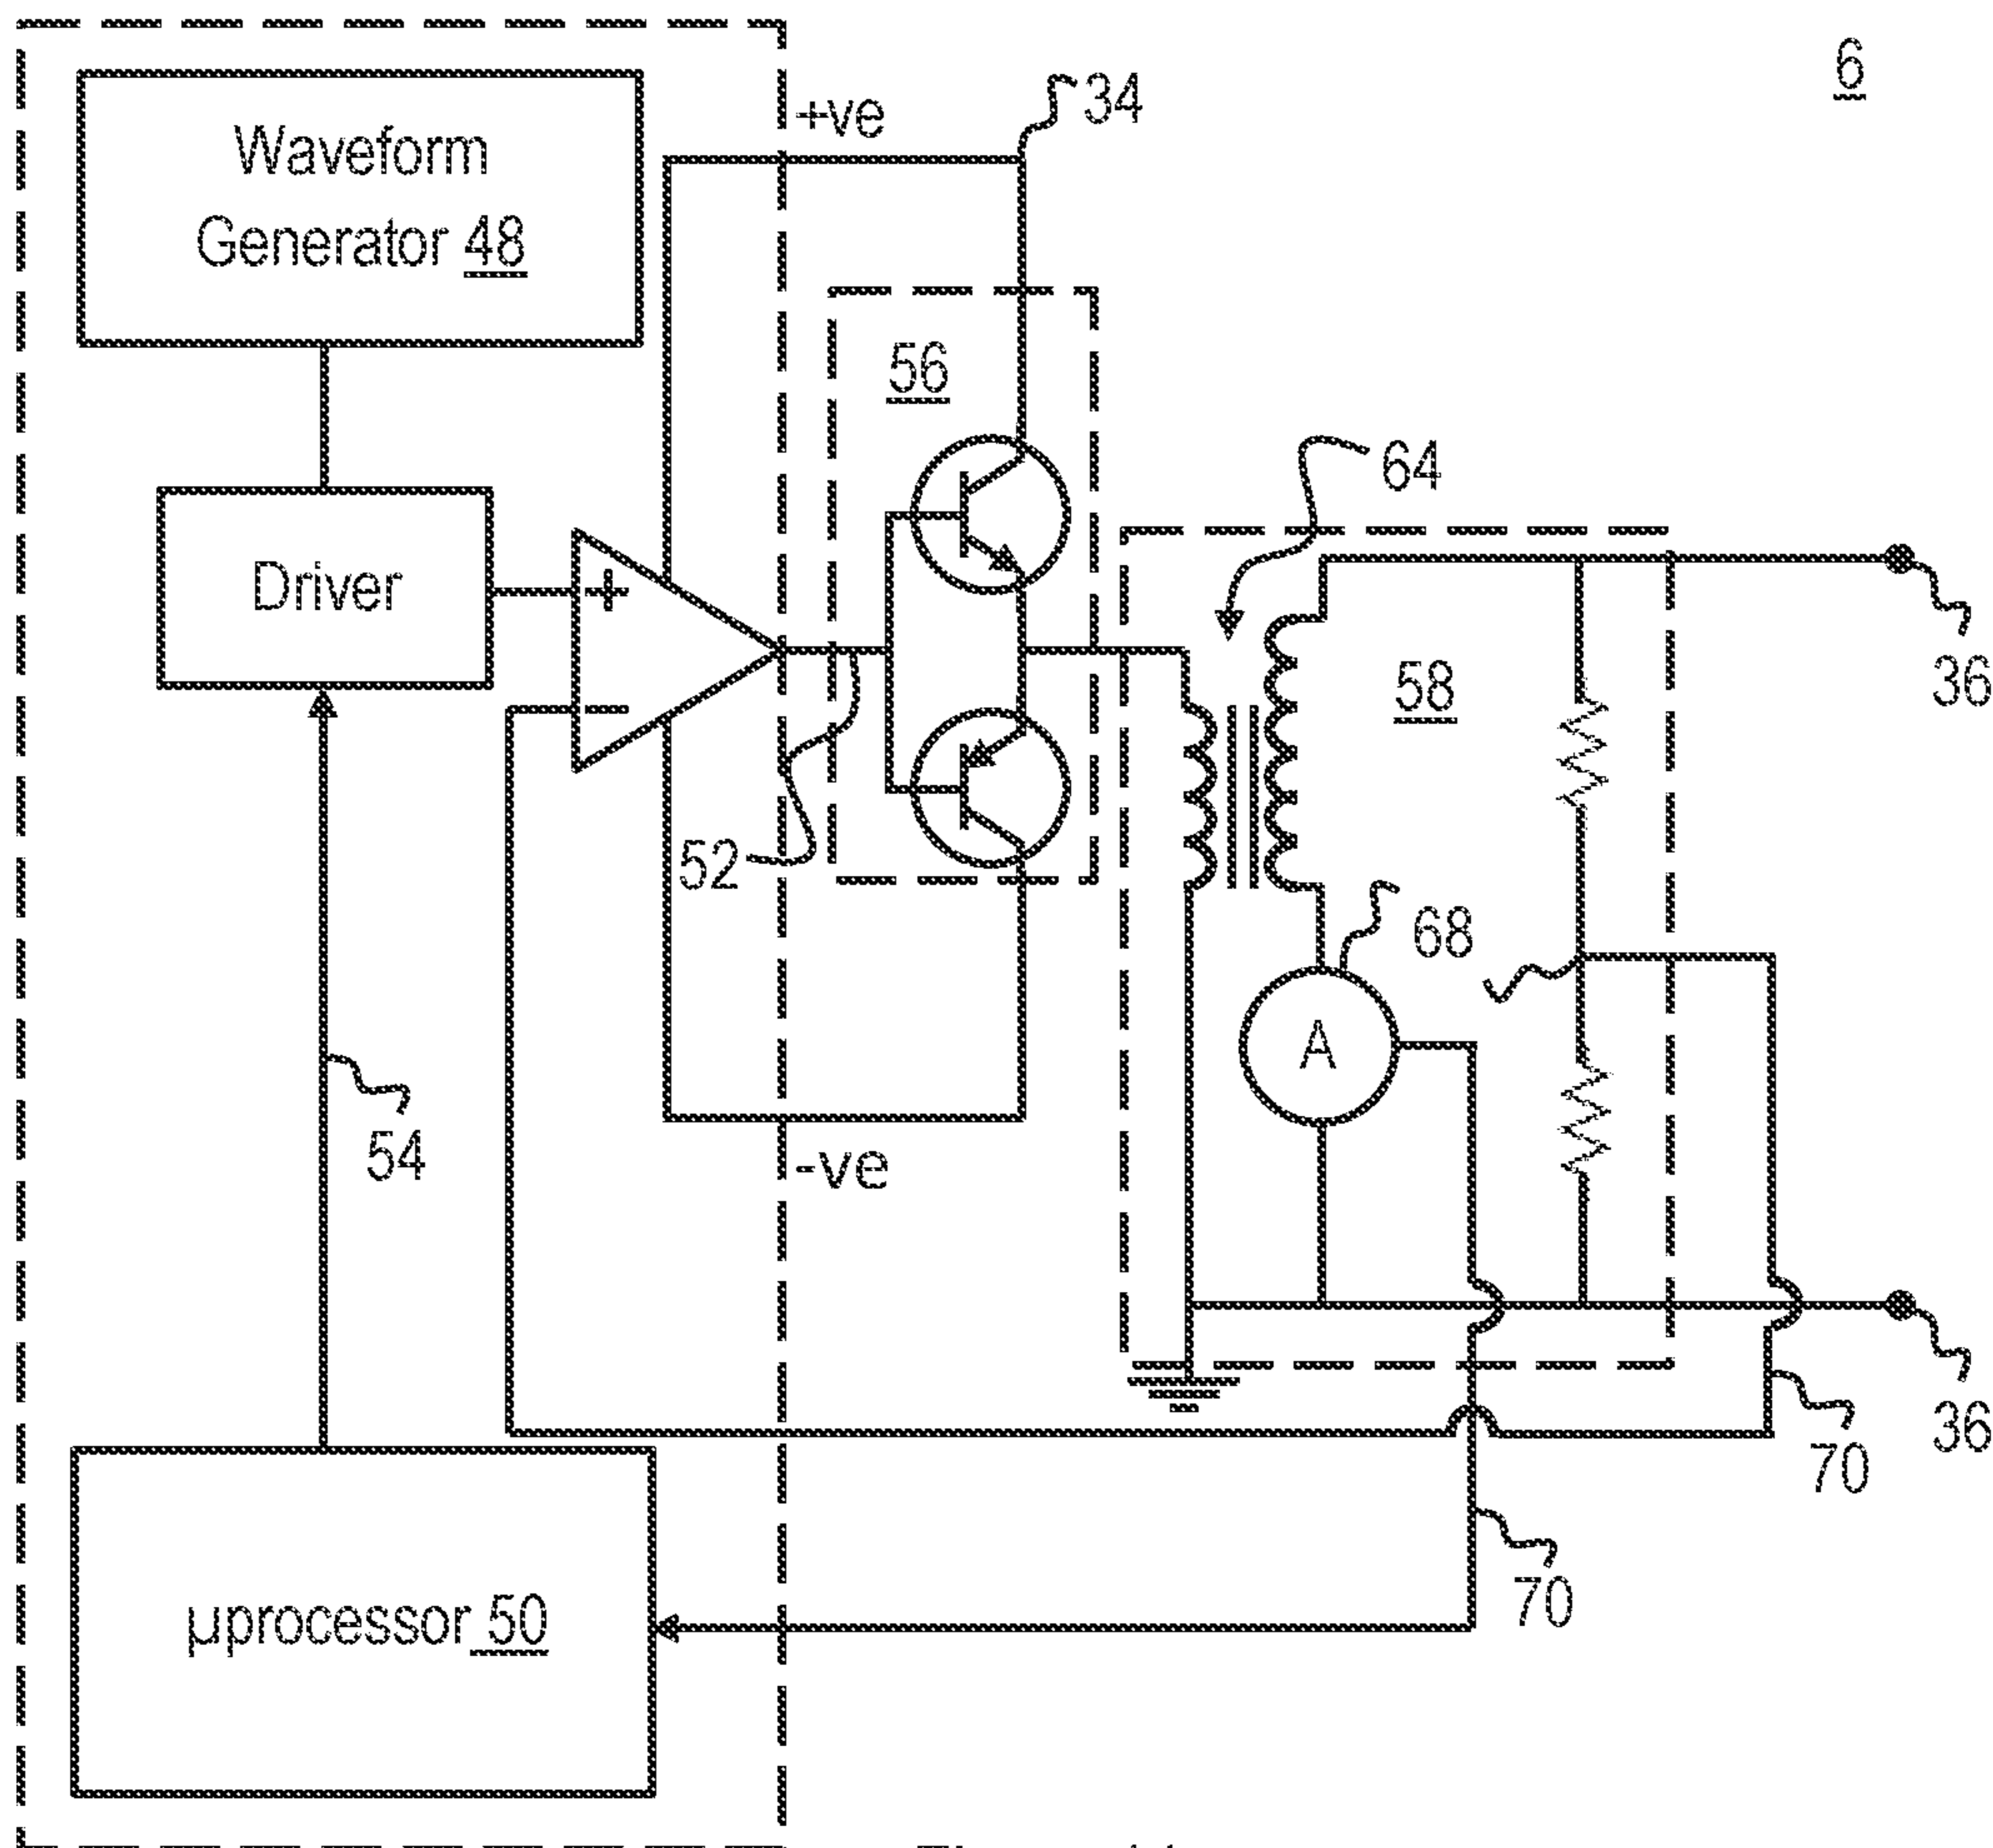 6
+ve
34
Waveform
Generator 48
56
64
Driver
+
−
36
58
52
68
A
54
-ve
36
70
70
µprocessor 50